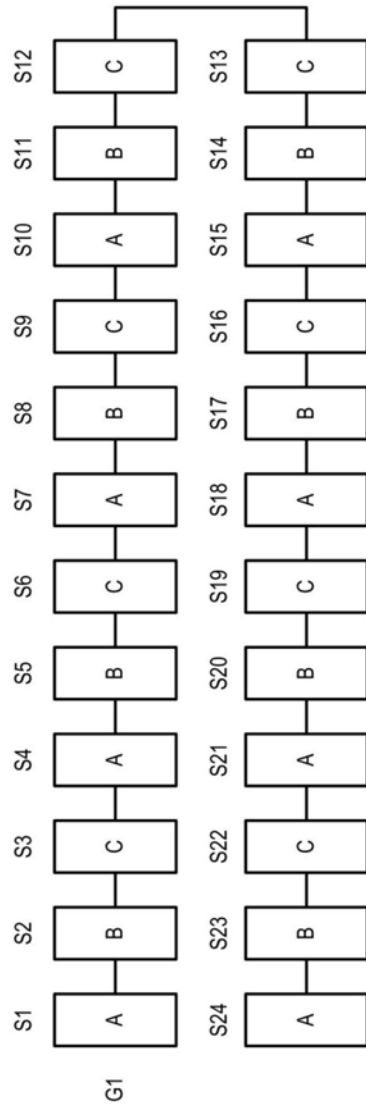 S1 S2 S3 S4 S5 S6 S7 S8 S9 S10 S11 S12
G1 A B C A B C A B C A B C
S24 S23 S22 S21 S20 S19 S18 S17 S16 S15 S14 S13
A B C A B C A B C A B C